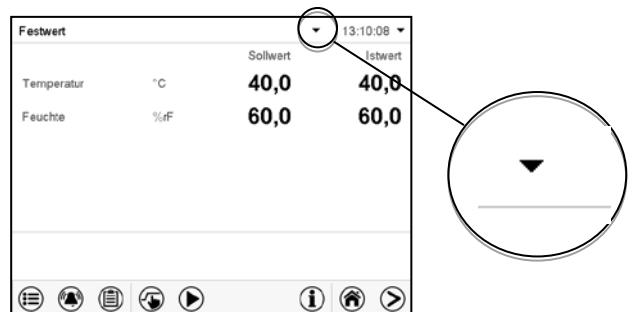 Festwert 13:10:08
Sollwert Istwert
Temperatur °C 40,0 40,0
Feuchte %rF 60,0 60,0